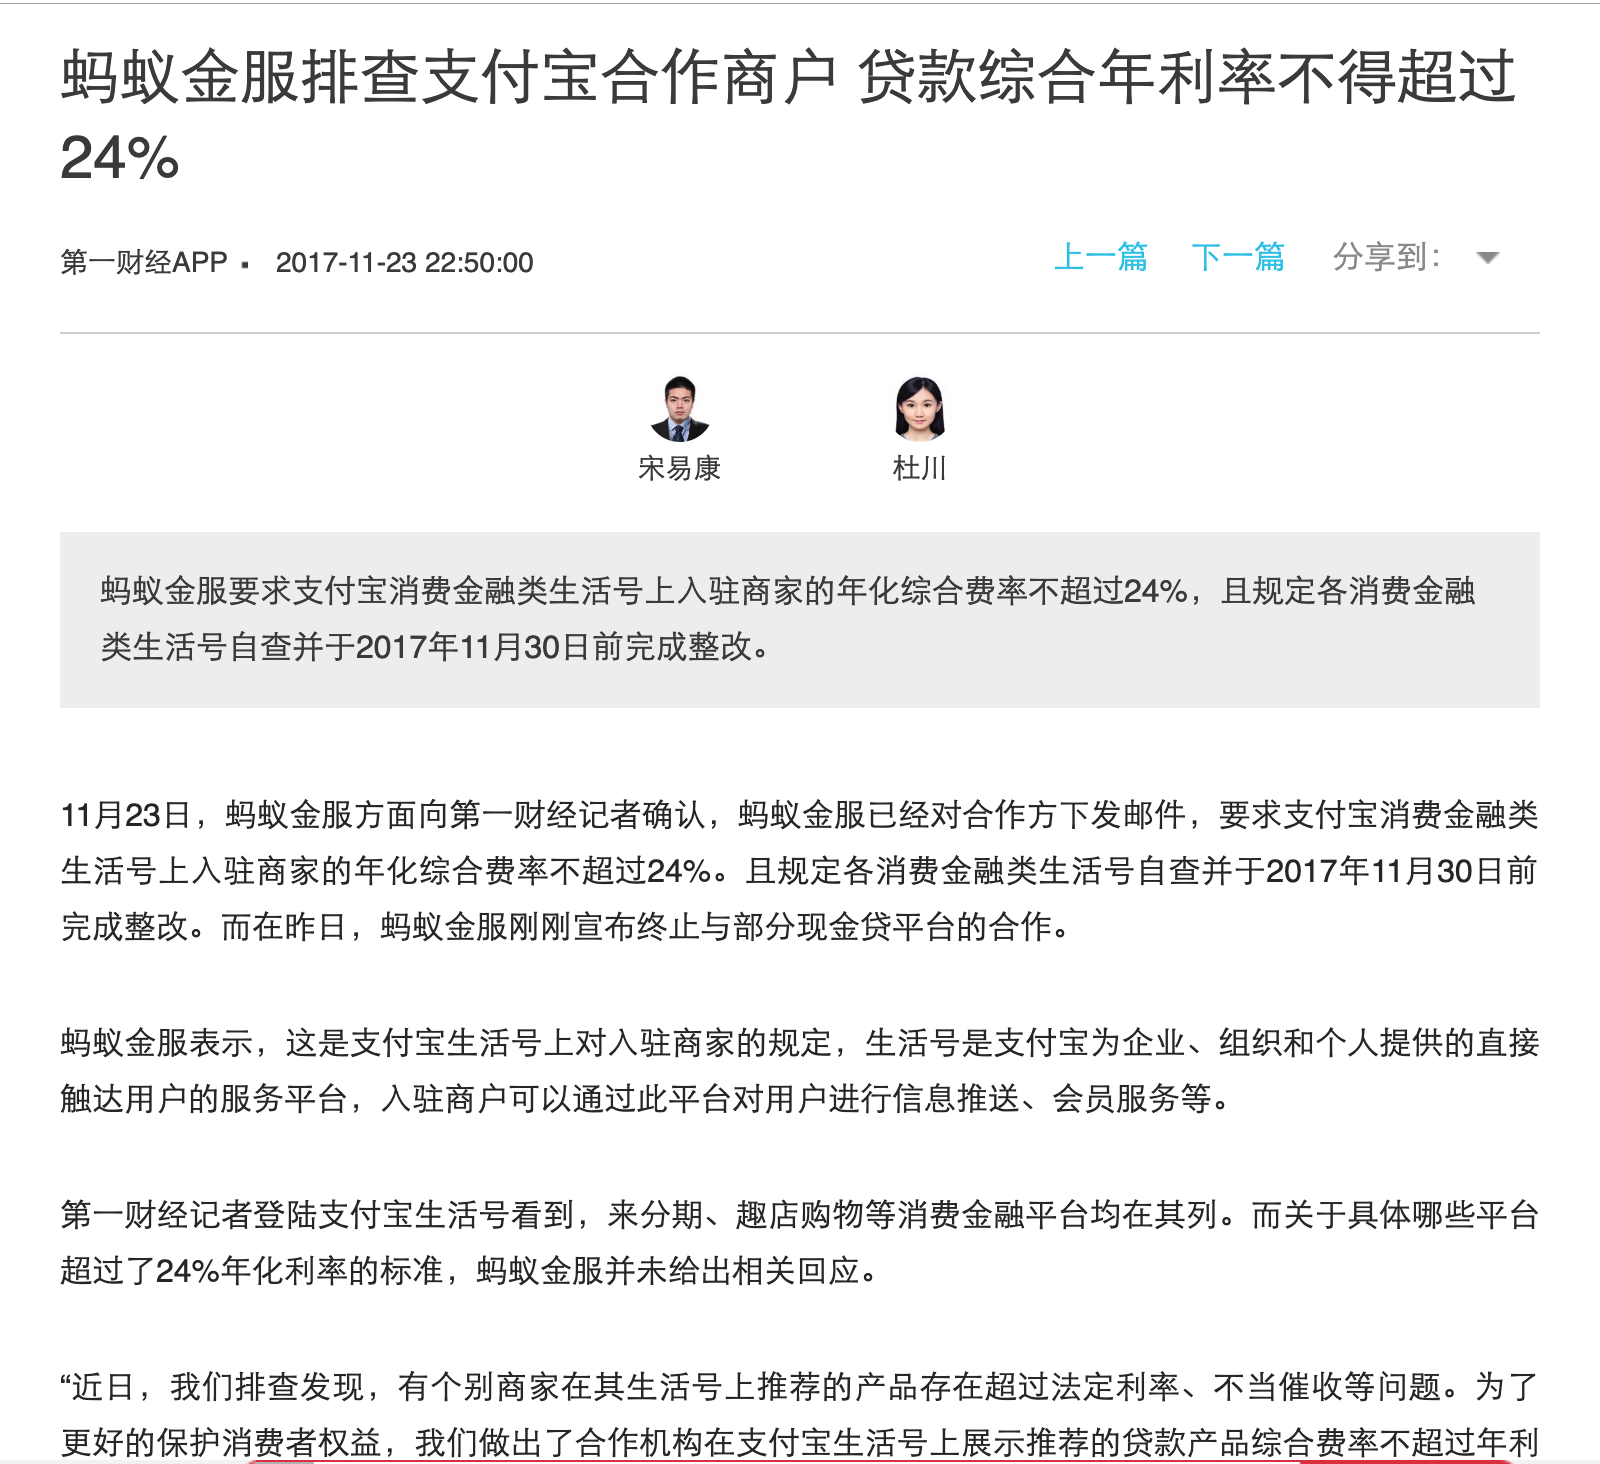 蚂蚁金服排查支付宝合作商户 贷款综合年利率不得超过
24%
第一财经APP ▪ 2017-11-23 22:50:00
上一篇 下一篇 分享到：
宋易康 杜川
蚂蚁金服要求支付宝消费金融类生活号上入驻商家的年化综合费率不超过24%，且规定各消费金融
类生活号自查并于2017年11月30日前完成整改。
11月23日，蚂蚁金服方面向第一财经记者确认，蚂蚁金服已经对合作方下发邮件，要求支付宝消费金融类
生活号上入驻商家的年化综合费率不超过24%。且规定各消费金融类生活号自查并于2017年11月30日前
完成整改。而在昨日，蚂蚁金服刚刚宣布终止与部分现金贷平台的合作。
蚂蚁金服表示，这是支付宝生活号上对入驻商家的规定，生活号是支付宝为企业、组织和个人提供的直接
触达用户的服务平台，入驻商户可以通过此平台对用户进行信息推送、会员服务等。
第一财经记者登陆支付宝生活号看到，来分期、趣店购物等消费金融平台均在其列。而关于具体哪些平台
超过了24%年化利率的标准，蚂蚁金服并未给出相关回应。
“近日，我们排查发现，有个别商家在其生活号上推荐的产品存在超过法定利率、不当催收等问题。为了
更好的保护消费者权益，我们做出了合作机构在支付宝生活号上展示推荐的贷款产品综合费率不超过年利